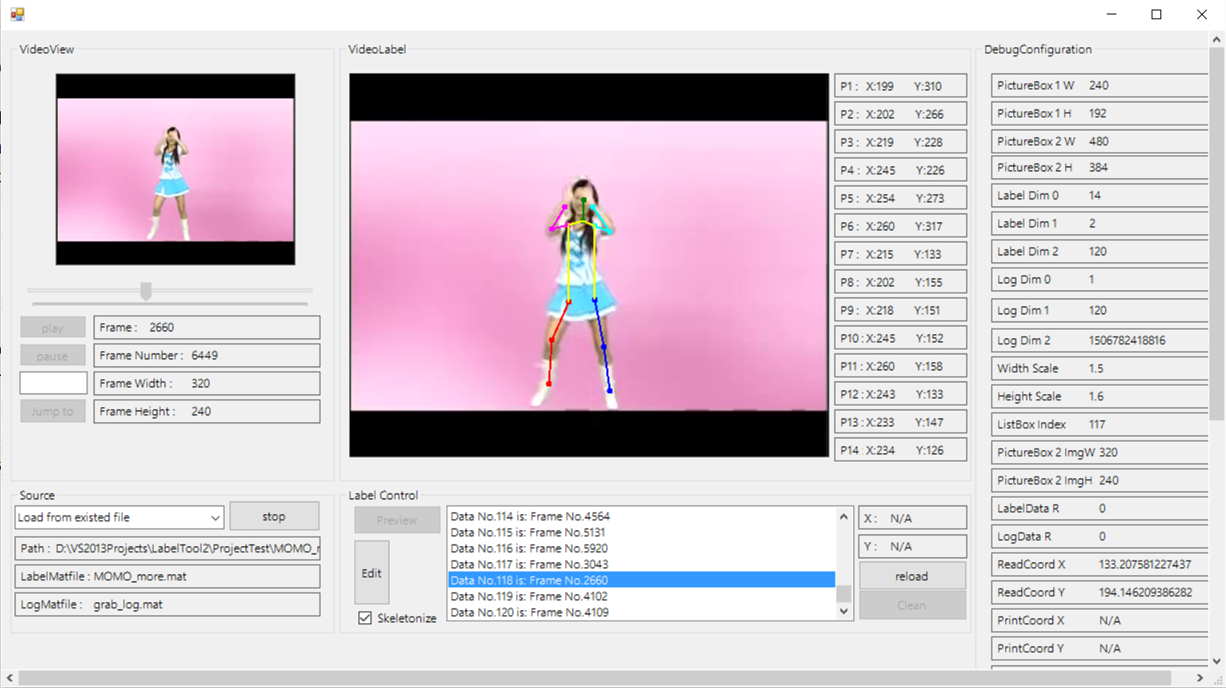 VideoView
Frame : 2660
Frame Number : 6449
Frame Width : 320
Frame Height : 240
play
pause
Jump to
VideoLabel
P1 : X:199 Y:310
P2 : X:202 Y:266
P3 : X:219 Y:228
P4 : X:245 Y:226
P5 : X:254 Y:273
P6 : X:260 Y:317
P7 : X:215 Y:133
P8 : X:202 Y:155
P9 : X:218 Y:151
P10 : X:245 Y:152
P11 : X:260 Y:158
P12 : X:243 Y:133
P13 : X:233 Y:147
P14 : X:234 Y:126
Source
Load from existed file
stop
Path : D:\VS2013Projects\LabelTool2\ProjectTest\MOMO_
LabelMatfile : MOMO_more.mat
LogMatfile : grab_log.mat
Label Control
Preview
Edit
Skeletonize
Data No.114 is: Frame No.4564
Data No.115 is: Frame No.5131
Data No.116 is: Frame No.5920
Data No.117 is: Frame No.3043
Data No.118 is: Frame No.2660
Data No.119 is: Frame No.4102
Data No.120 is: Frame No.4109
X : N/A
Y : N/A
reload
Clean
DebugConfiguration
PictureBox 1 W 240
PictureBox 1 H 192
PictureBox 2 W 480
PictureBox 2 H 384
Label Dim 0 14
Label Dim 1 2
Label Dim 2 120
Log Dim 0 1
Log Dim 1 120
Log Dim 2 1506782418816
Width Scale 1.5
Height Scale 1.6
ListBox Index 117
PictureBox 2 ImgW 320
PictureBox 2 ImgH 240
LabelData R 0
LogData R 0
ReadCoord X 133.207581227437
ReadCoord Y 194.146209386282
PrintCoord X N/A
PrintCoord Y N/A